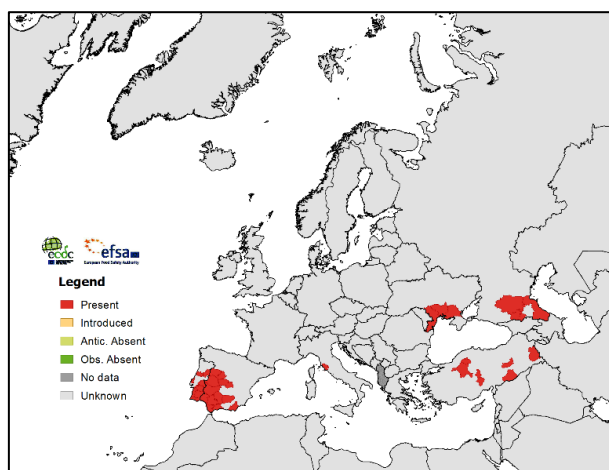 ecdc
efsa
European Food Safety Authority
Legend
Present
Introduced
Antic. Absent
Obs. Absent
No data
Unknown